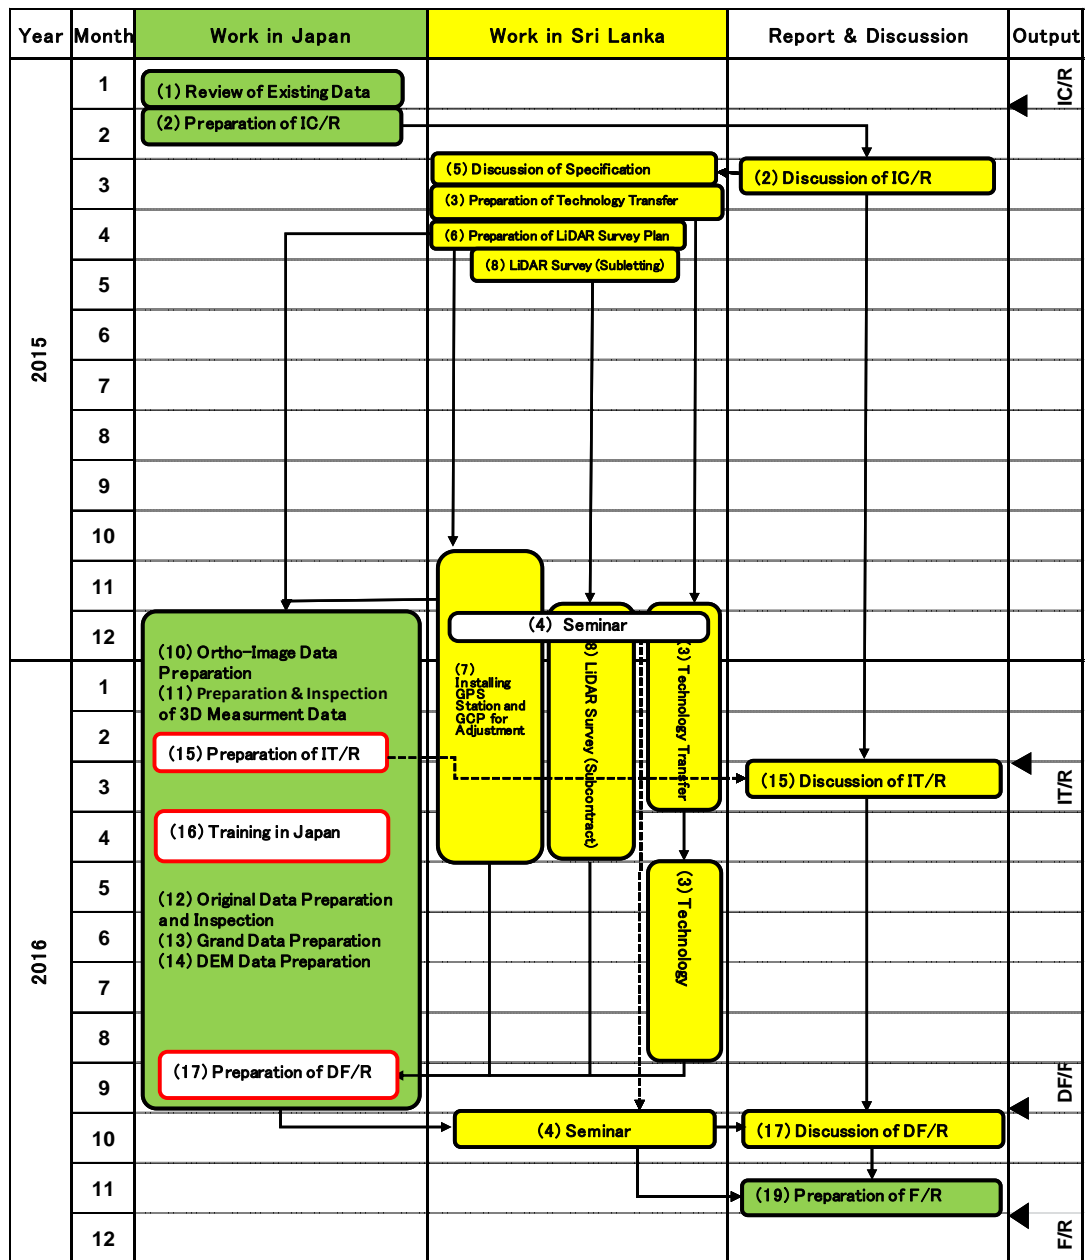 Year Month Work in Japan Work in Sri Lanka Report & Discussion Output
2015
1
(1) Review of Existing Data
IC/R
2
(2) Preparation of IC/R
3
(5) Discussion of Specification
(2) Discussion of IC/R
(3) Preparation of Technology Transfer
4
(6) Preparation of LiDAR Survey Plan
(8) LiDAR Survey (Subletting)
5
6
7
8
9
10
11
12
(4) Seminar
2016
(10) Ortho-Image Data
Preparation
(11) Preparation & Inspection
of 3D Measurment Data
(7)
Installing
GPS
Station and
GCP for
Adjustment
8) LiDAR Survey (Subcontract)
(3) Technology Transfer
1
2
(15) Preparation of IT/R
3
(15) Discussion of IT/R
IT/R
4
(16) Training in Japan
5
(12) Original Data Preparation
and Inspection
(3) Technology
6
(13) Grand Data Preparation
(14) DEM Data Preparation
7
8
9
(17) Preparation of DF/R
DF/R
10
(4) Seminar
(17) Discussion of DF/R
11
(19) Preparation of F/R
12
F/R